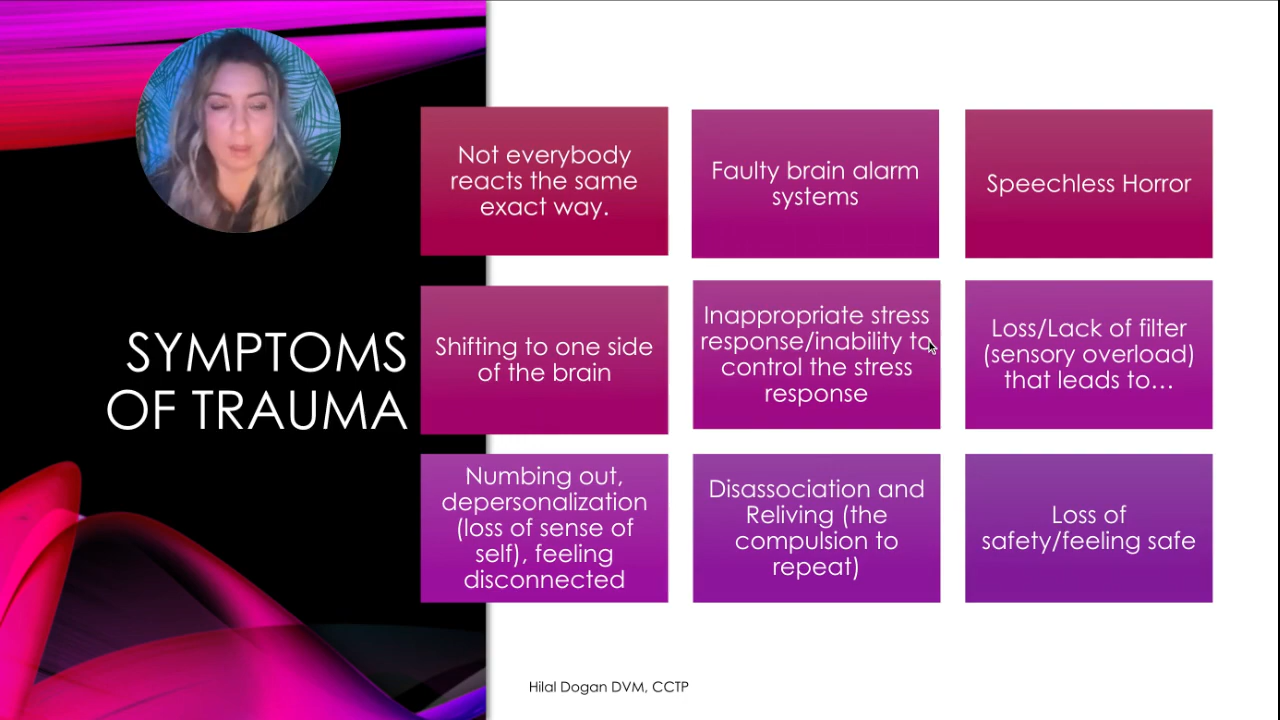 SYMPTOMS
OF TRAUMA
Not everybody
reacts the same
exact way.
Faulty brain alarm
systems
Speechless Horror
Shifting to one side
of the brain
Inappropriate stress
response/inability to
control the stress
response
Loss/Lack of filter
(sensory overload)
that leads to…
Numbing out,
depersonalization
(loss of sense of
self), feeling
disconnected
Disassociation and
Reliving (the
compulsion to
repeat)
Loss of
safety/feeling safe
Hilal Dogan DVM, CCTP